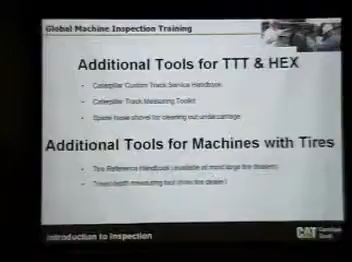 Global Machine Inspection Training
Additional Tools for TTT & HEX
Caterpillar Custom Track Service Handbook
Caterpillar Track Measuring Toolkit
Spade nose shovel for cleaning out undercarriage
Additional Tools for Machines with Tires
Tire Reference Handbook (available at most large tire dealers)
Tread depth measuring tool (from tire dealer)
Introduction to Inspection
CAT